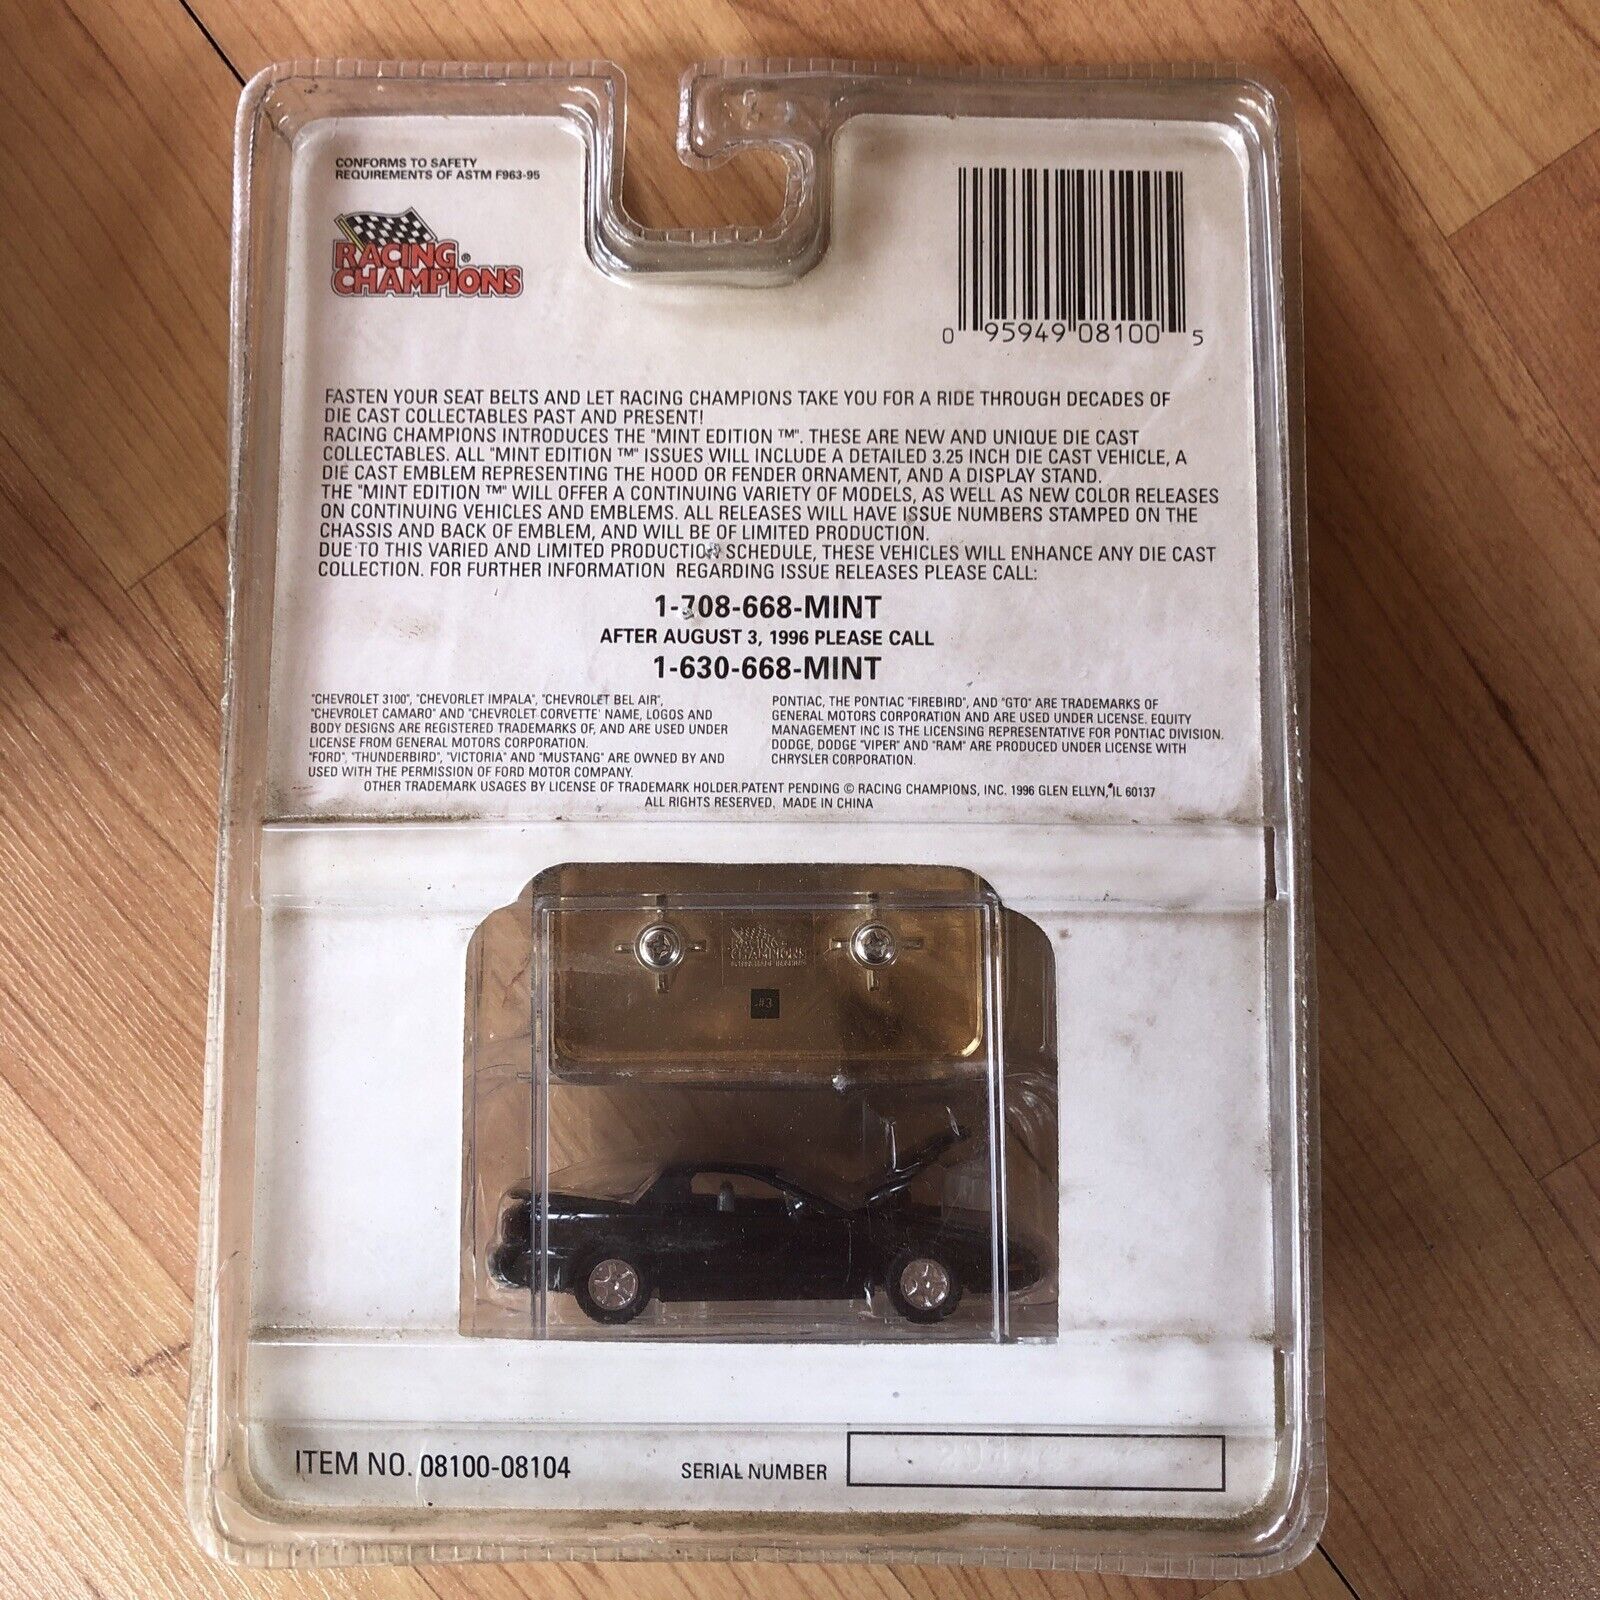 CONFORMS TO SAFETY
REQUIREMENTS OF ASTM F963-95
RACING ®
CHAMPIONS
0 95949 08100 5
FASTEN YOUR SEAT BELTS AND LET RACING CHAMPIONS TAKE YOU FOR A RIDE THROUGH DECADES OF
DIE CAST COLLECTABLES PAST AND PRESENT!
RACING CHAMPIONS INTRODUCES THE "MINT EDITION ™". THESE ARE NEW AND UNIQUE DIE CAST
COLLECTABLES. ALL "MINT EDITION ™" ISSUES WILL INCLUDE A DETAILED 3.25 INCH DIE CAST VEHICLE, A
DIE CAST EMBLEM REPRESENTING THE HOOD OR FENDER ORNAMENT, AND A DISPLAY STAND.
THE "MINT EDITION ™" WILL OFFER A CONTINUING VARIETY OF MODELS, AS WELL AS NEW COLOR RELEASES
ON CONTINUING VEHICLES AND EMBLEMS. ALL RELEASES WILL HAVE ISSUE NUMBERS STAMPED ON THE
CHASSIS AND BACK OF EMBLEM, AND WILL BE OF LIMITED PRODUCTION.
DUE TO THIS VARIED AND LIMITED PRODUCTION SCHEDULE, THESE VEHICLES WILL ENHANCE ANY DIE CAST
COLLECTION. FOR FURTHER INFORMATION REGARDING ISSUE RELEASES PLEASE CALL:
1-708-668-MINT
AFTER AUGUST 3, 1996 PLEASE CALL
1-630-668-MINT
"CHEVROLET 3100", "CHEVORLET IMPALA", "CHEVROLET BEL AIR",
"CHEVROLET CAMARO" AND "CHEVROLET CORVETTE" NAME, LOGOS AND
BODY DESIGNS ARE REGISTERED TRADEMARKS OF, AND ARE USED UNDER
LICENSE FROM GENERAL MOTORS CORPORATION.
"FORD", "THUNDERBIRD", "VICTORIA" AND "MUSTANG" ARE OWNED BY AND
USED WITH THE PERMISSION OF FORD MOTOR COMPANY.
PONTIAC, THE PONTIAC "FIREBIRD", AND "GTO" ARE TRADEMARKS OF
GENERAL MOTORS CORPORATION AND ARE USED UNDER LICENSE. EQUITY
MANAGEMENT INC IS THE LICENSING REPRESENTATIVE FOR PONTIAC DIVISION.
DODGE, DODGE "VIPER" AND "RAM" ARE PRODUCED UNDER LICENSE WITH
CHRYSLER CORPORATION.
OTHER TRADEMARK USAGES BY LICENSE OF TRADEMARK HOLDER.PATENT PENDING © RACING CHAMPIONS, INC. 1996 GLEN ELLYN, IL 60137
ALL RIGHTS RESERVED, MADE IN CHINA
RACING
CHAMPIONS
#3
ITEM NO. 08100-08104
SERIAL NUMBER